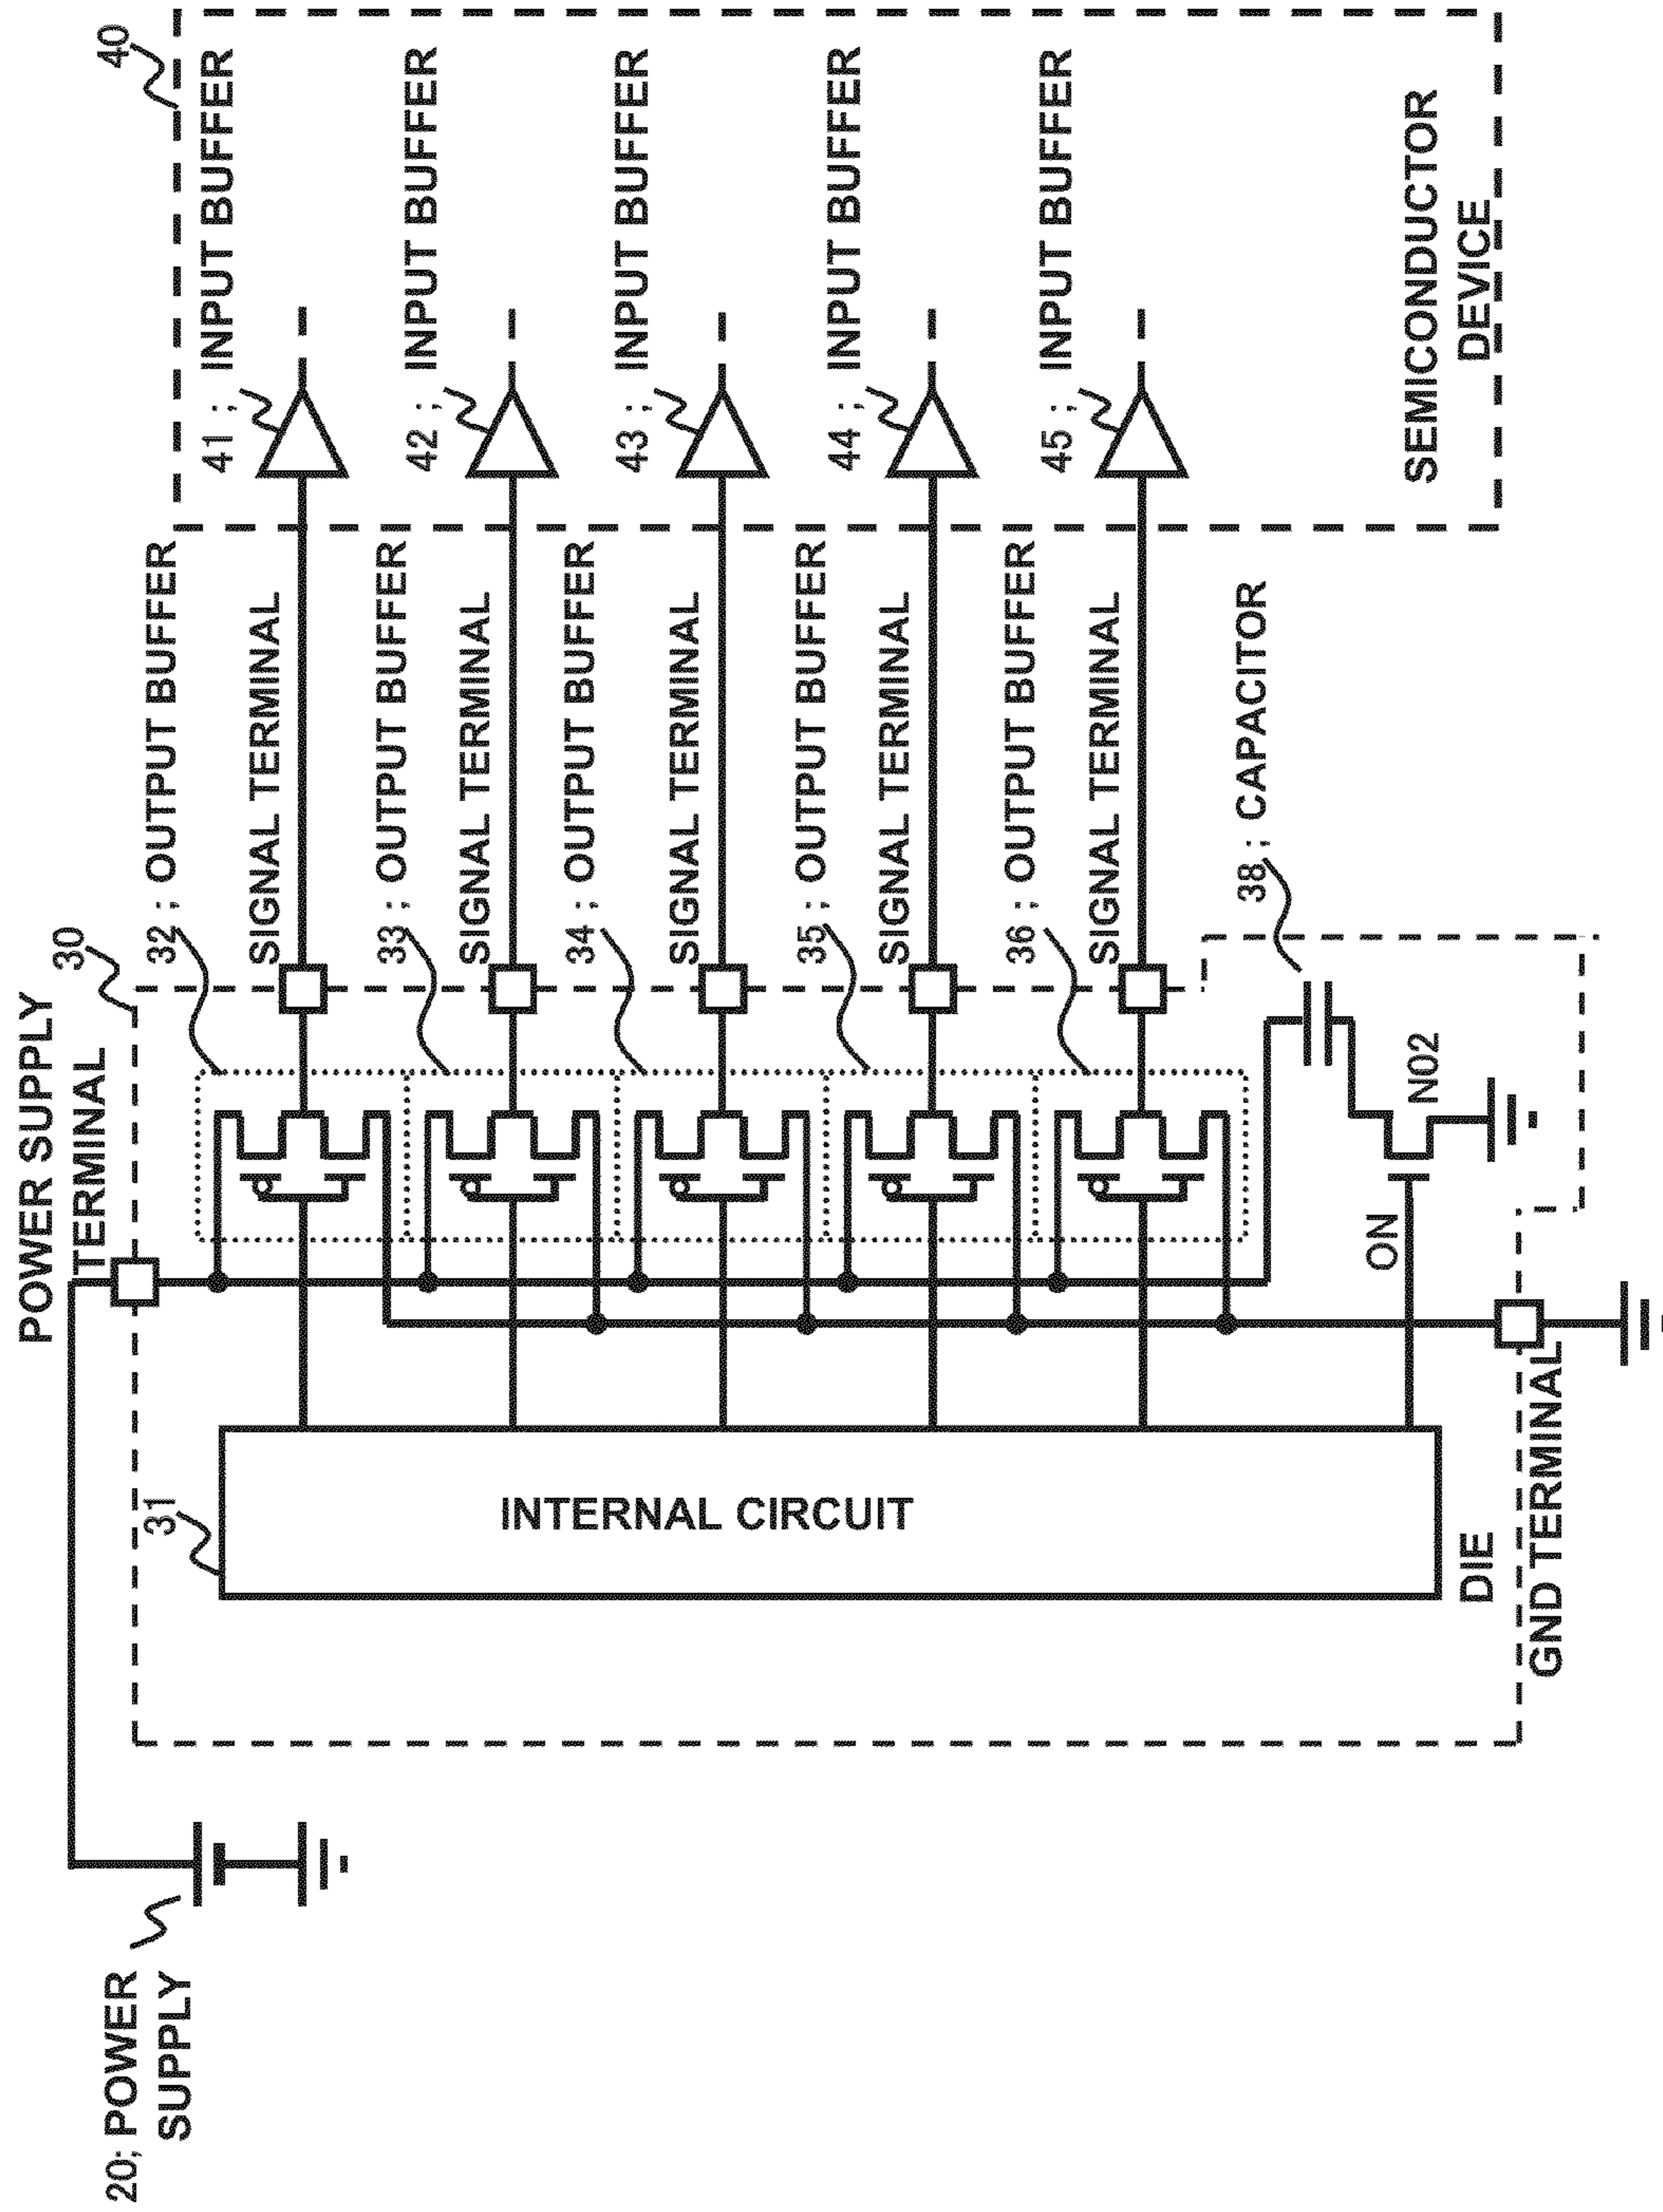 20; POWER
SUPPLY
POWER SUPPLY
TERMINAL
30
31
INTERNAL CIRCUIT
DIE
GND TERMINAL
32 ; OUTPUT BUFFER
SIGNAL TERMINAL
33 ; OUTPUT BUFFER
SIGNAL TERMINAL
34 ; OUTPUT BUFFER
SIGNAL TERMINAL
35 ; OUTPUT BUFFER
SIGNAL TERMINAL
36 ; OUTPUT BUFFER
SIGNAL TERMINAL
38 ; CAPACITOR
ON
N02
40
41 ; INPUT BUFFER
42 ; INPUT BUFFER
43 ; INPUT BUFFER
44 ; INPUT BUFFER
45 ; INPUT BUFFER
SEMICONDUCTOR
DEVICE